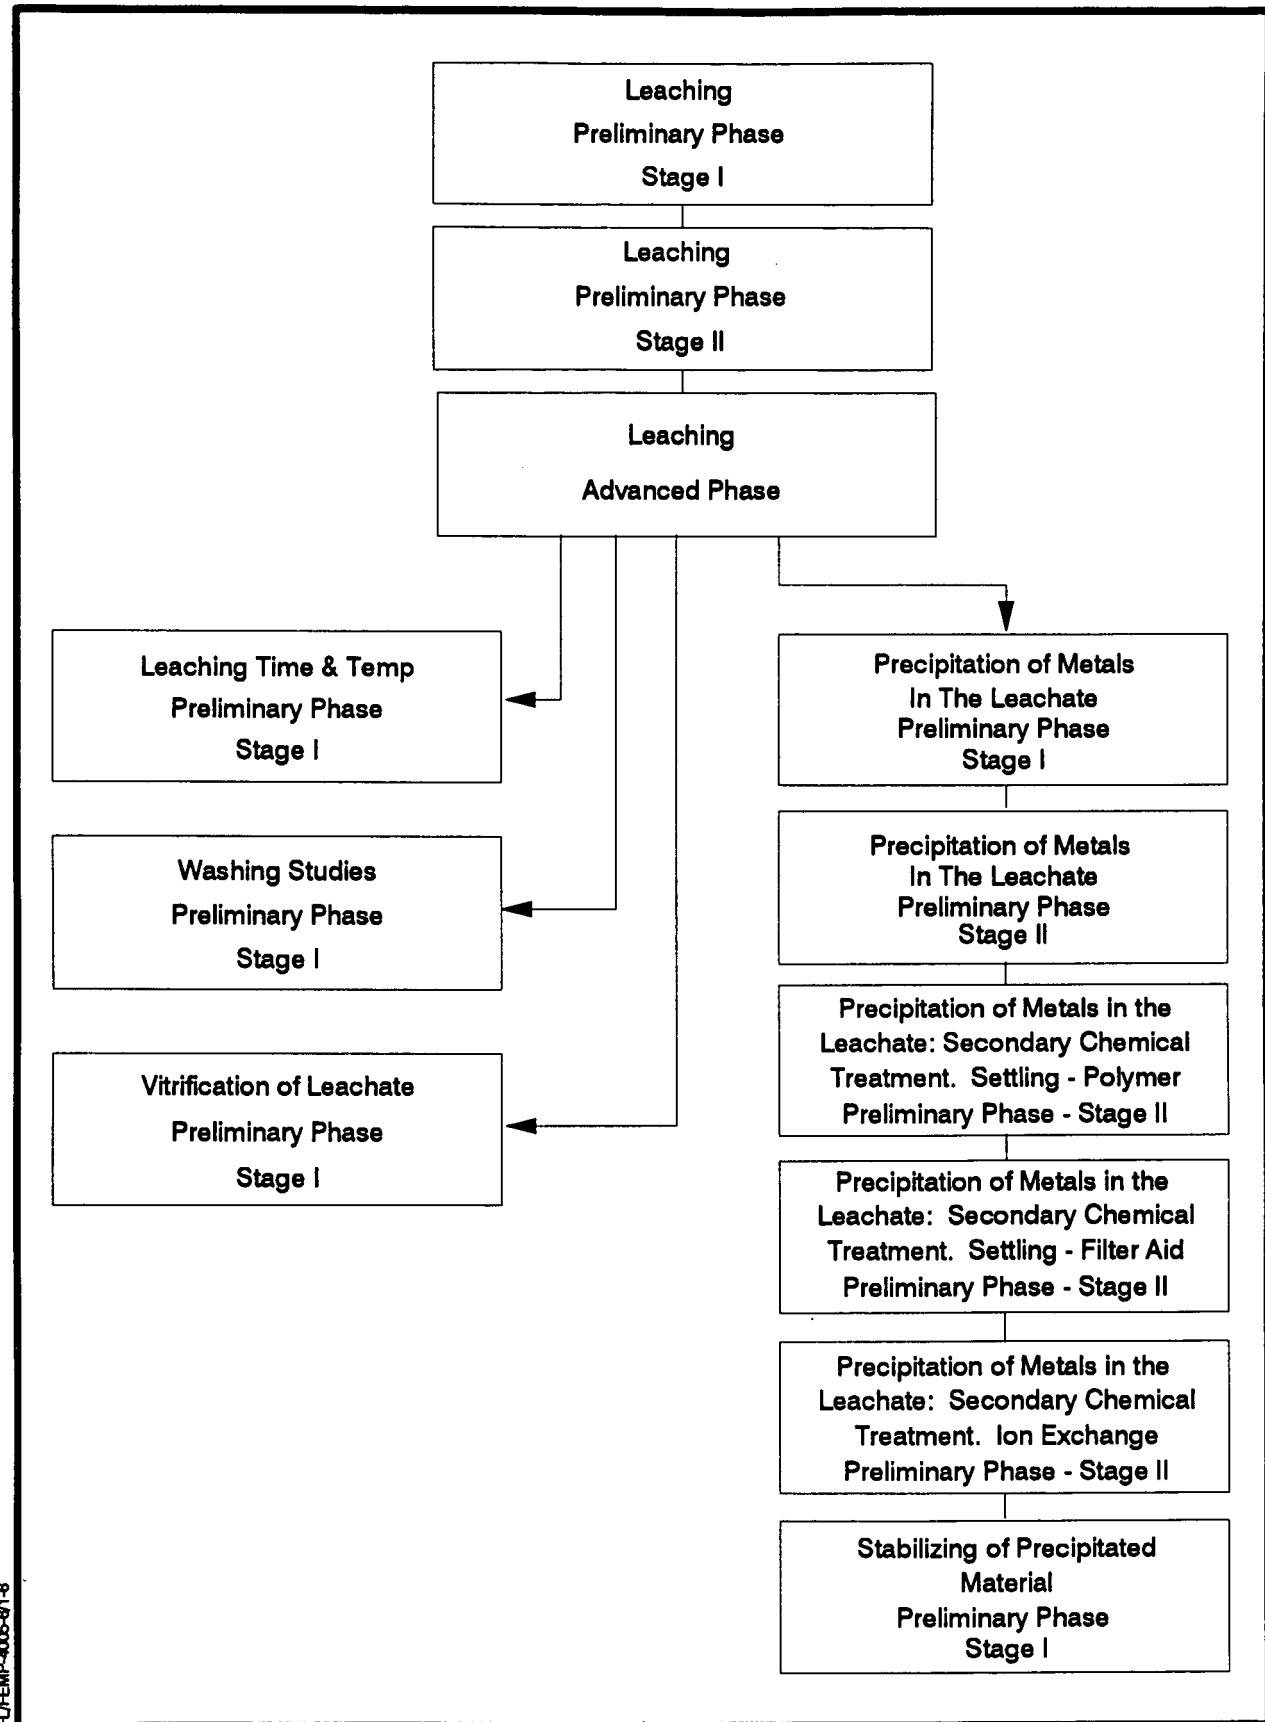 Leaching
Preliminary Phase
Stage I
Leaching
Preliminary Phase
Stage II
Leaching
Advanced Phase
Leaching Time & Temp
Preliminary Phase
Stage I
Washing Studies
Preliminary Phase
Stage I
Vitrification of Leachate
Preliminary Phase
Stage I
Precipitation of Metals
In The Leachate
Preliminary Phase
Stage I
Precipitation of Metals
In The Leachate
Preliminary Phase
Stage II
Precipitation of Metals in the
Leachate: Secondary Chemical
Treatment. Settling - Polymer
Preliminary Phase - Stage II
Precipitation of Metals in the
Leachate: Secondary Chemical
Treatment. Settling - Filter Aid
Preliminary Phase - Stage II
Precipitation of Metals in the
Leachate: Secondary Chemical
Treatment. Ion Exchange
Preliminary Phase - Stage II
Stabilizing of Precipitated
Material
Preliminary Phase
Stage I